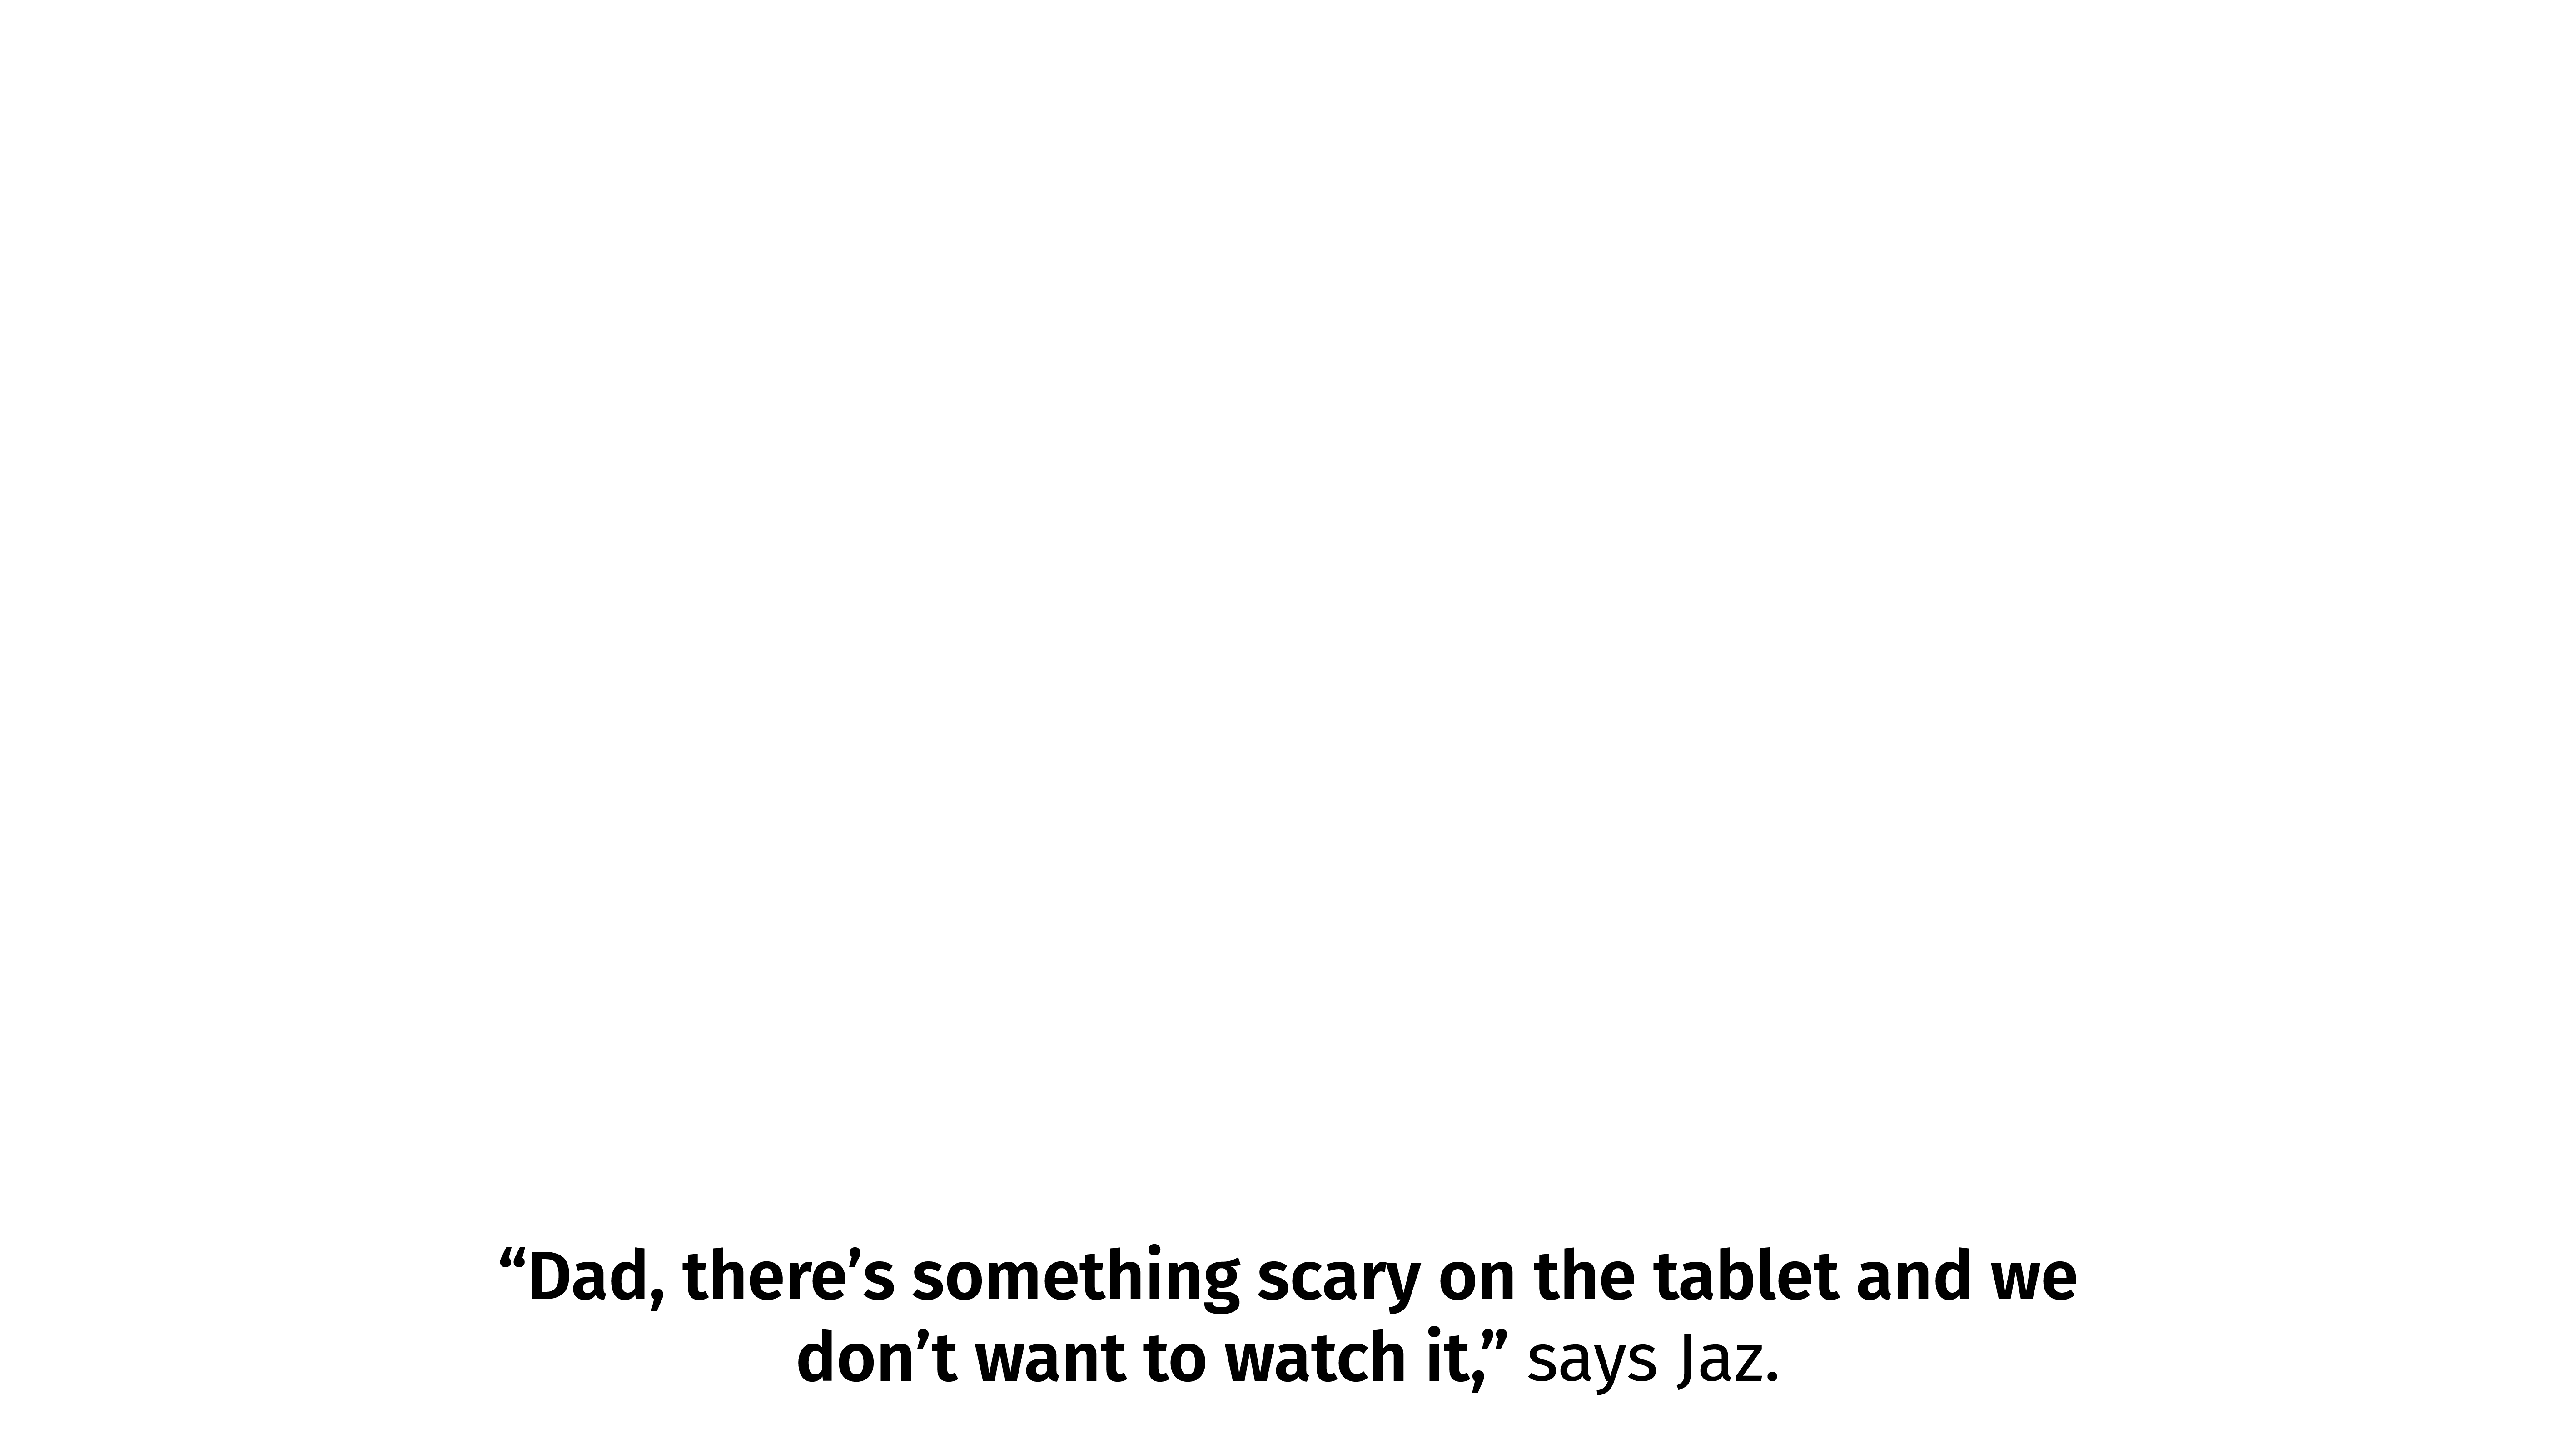 “Dad, there’s something scary on the tablet and we
don’t want to watch it,” says Jaz.